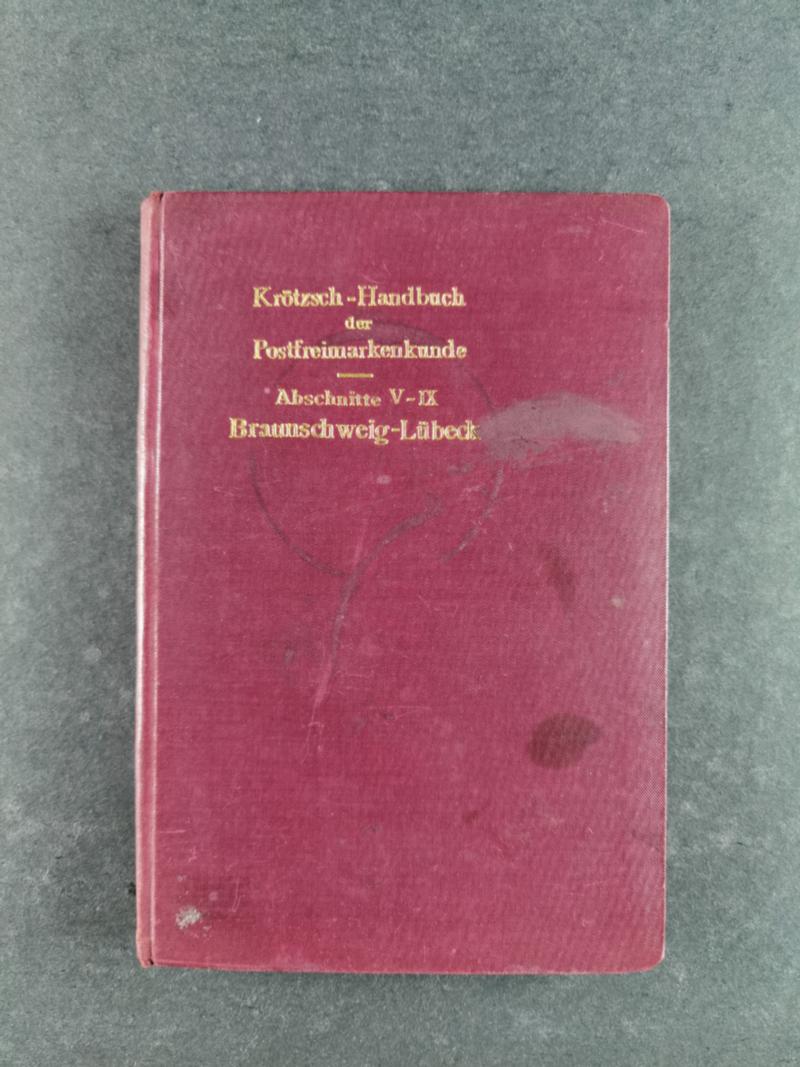 Krötzsch-Handbuch
der
Postfreimarkenkunde
Abschnitte V-IX
Braunschweig-Lübeck